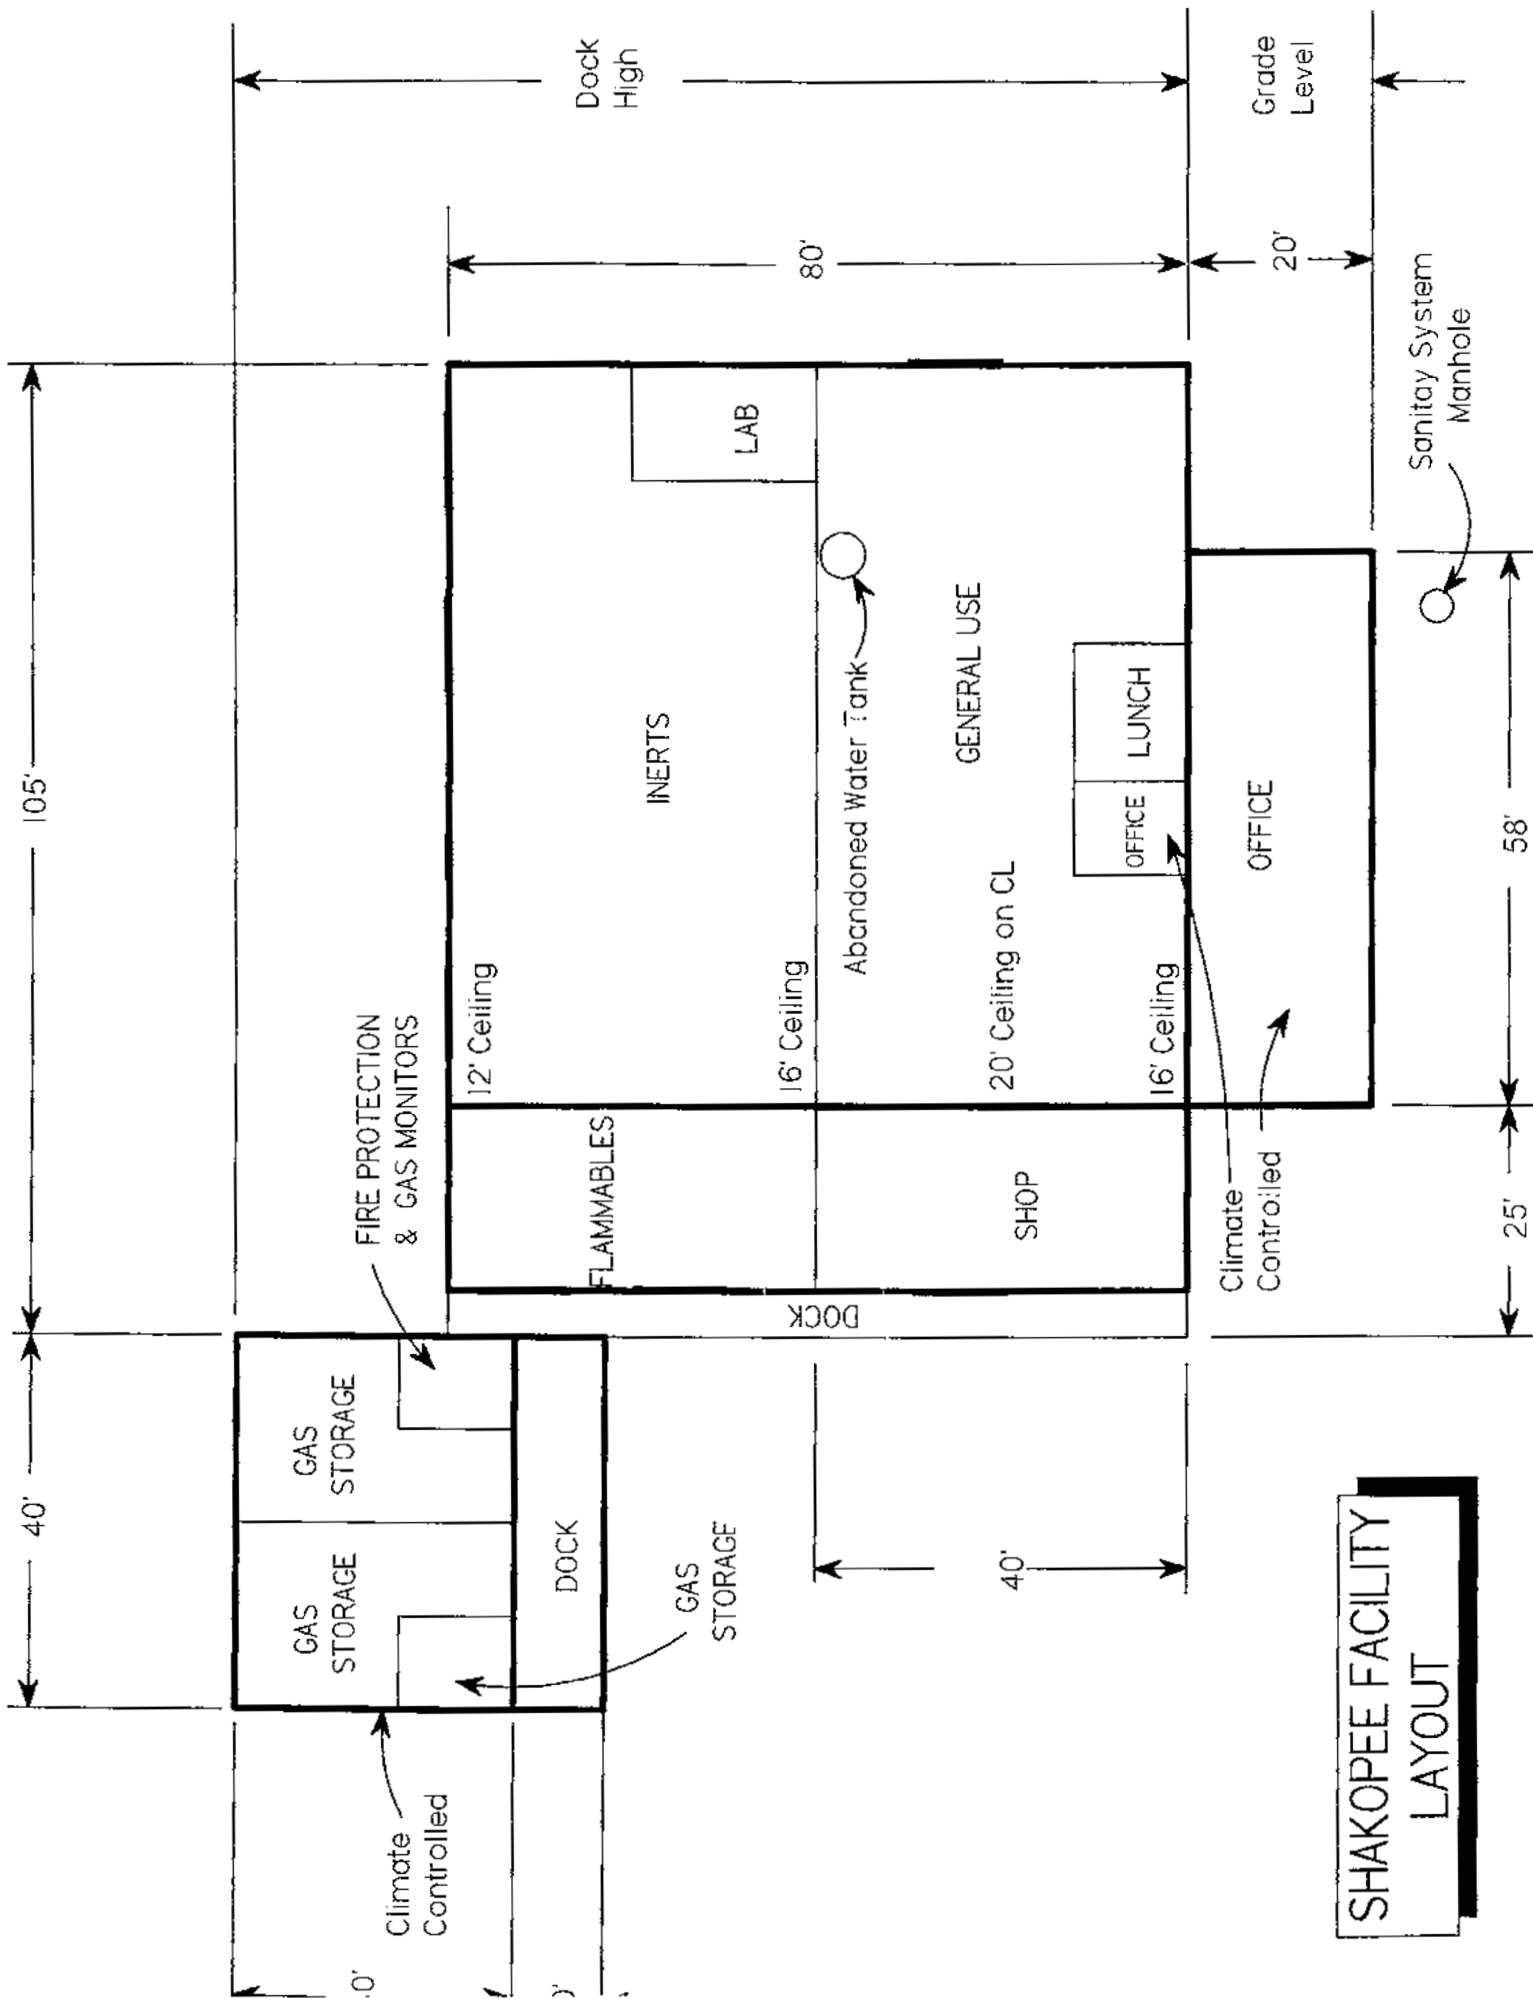 40'
105'
GAS
STORAGE
GAS
STORAGE
FIRE PROTECTION
& GAS MONITORS
Dock
High
Climate
Controlled
DOCK
GAS
STORAGE
FLAMMABLES
12' Ceiling
INERTS
LAB
80'
DOCK
16' Ceiling
Abandoned Water Tank
40'
SHOP
20' Ceiling on CL
GENERAL USE
16' Ceiling
OFFICE
LUNCH
Climate
Controlled
OFFICE
20'
Grade
Level
Sanitay System
Manhole
25'
58'
SHAKOPEE FACILITY
LAYOUT